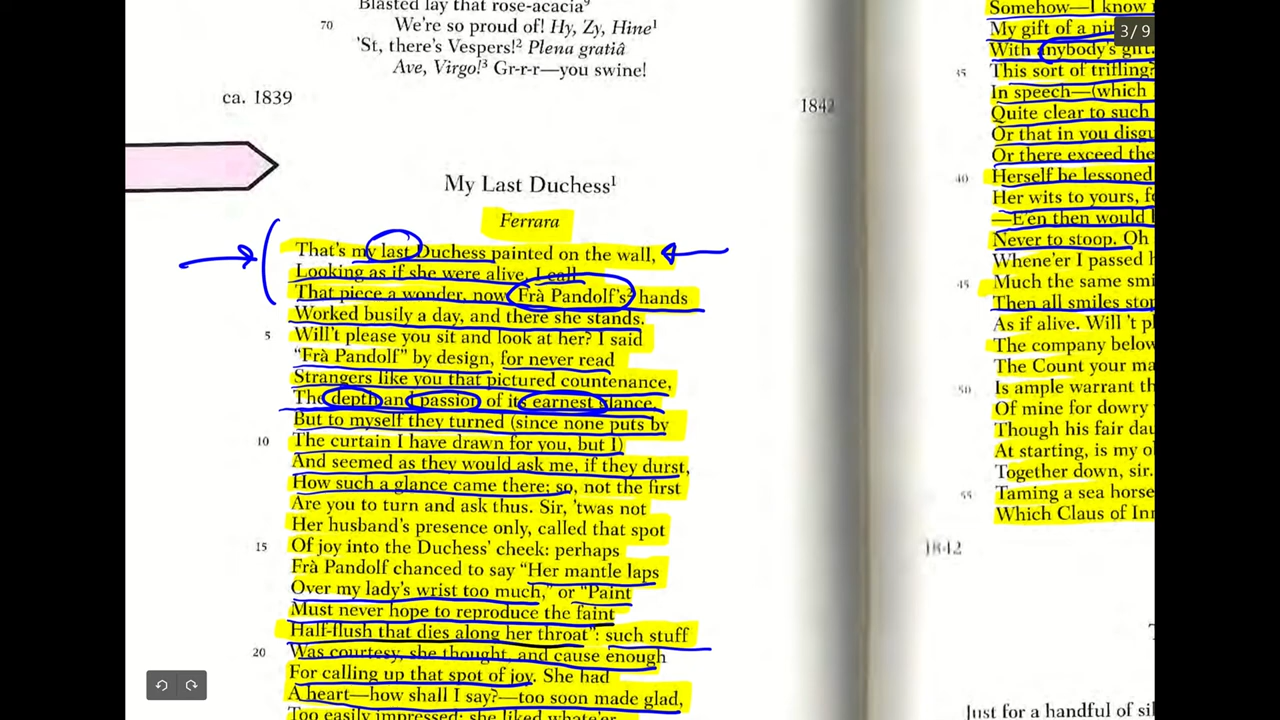 Blasted lay that rose-acacia⁹
70
We're so proud of! Hy, Zy, Hine¹
'St, there's Vespers!² Plena gratiâ
Ave, Virgo!³ Gr-r-r—you swine!
ca. 1839
1842
My Last Duchess¹
Ferrara
That's my last Duchess painted on the wall,
Looking as if she were alive. I call
That piece a wonder, now: Frà Pandolf's² hands
Worked busily a day, and there she stands.
5
Will't please you sit and look at her? I said
"Frà Pandolf" by design, for never read
Strangers like you that pictured countenance,
The depth and passion of its earnest glance,
But to myself they turned (since none puts by
10
The curtain I have drawn for you, but I)
And seemed as they would ask me, if they durst,
How such a glance came there; so, not the first
Are you to turn and ask thus. Sir, 'twas not
Her husband's presence only, called that spot
15
Of joy into the Duchess' cheek: perhaps
Frà Pandolf chanced to say "Her mantle laps
Over my lady's wrist too much," or "Paint
Must never hope to reproduce the faint
Half-flush that dies along her throat": such stuff
20
Was courtesy, she thought, and cause enough
For calling up that spot of joy. She had
A heart—how shall I say?—too soon made glad,
Too easily impressed; she liked whate'er
3/9
Somehow—I know
My gift of a
With anybody's gift.
35
This sort of trifling?
In speech—(which
Quite clear to such
Or that in you
Or there exceed the
40
Herself be lessoned
Her wits to yours,
—E'en then would
Never to stoop. Oh
Whene'er I passed
45
Much the same
Then all smiles
As if alive. Will 't
The company below
The Count your
50
Is ample warrant
Of mine for dowry
Though his fair
At starting, is my
Together down, sir.
55
Taming a sea horse
Which Claus of
1842
Just for a handful of